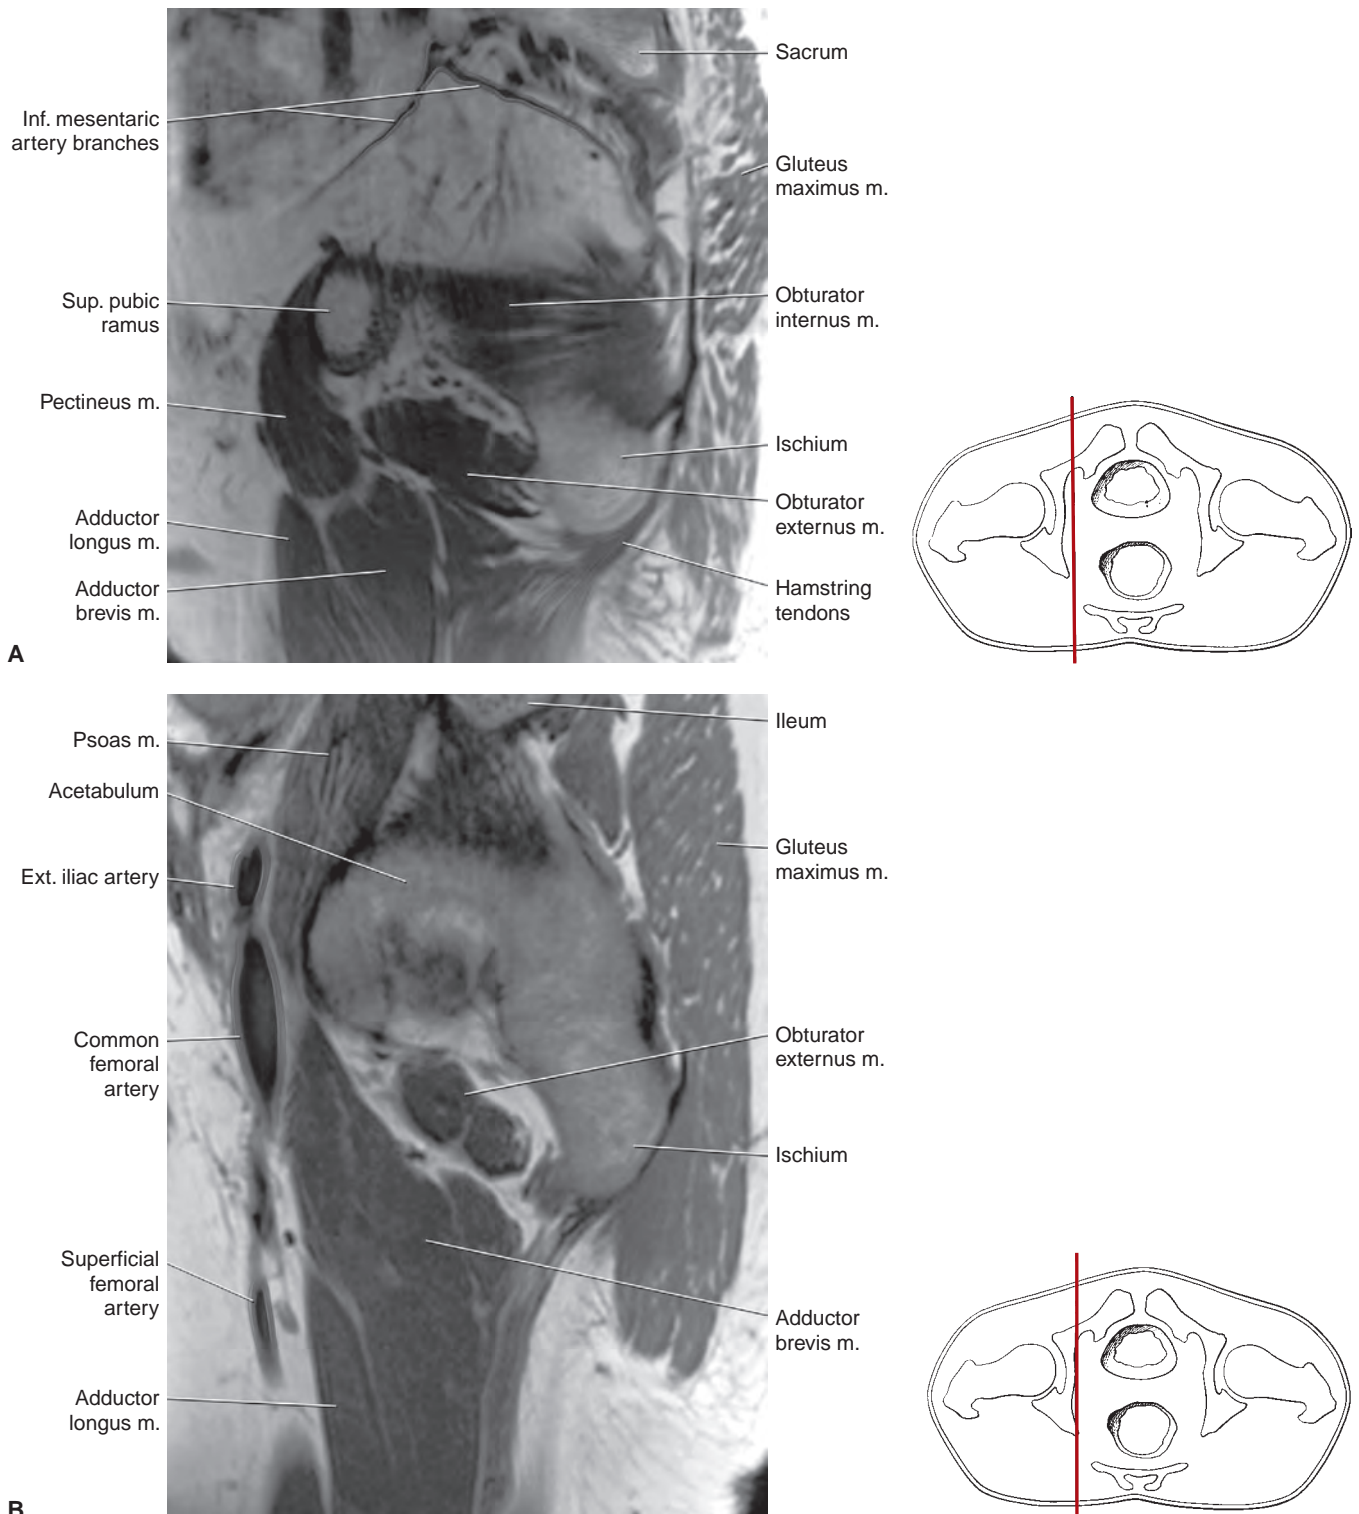 Inf. mesentaric
artery branches
Sup. pubic
ramus
Pectineus m.
Adductor
longus m.
Adductor
brevis m.
A
Sacrum
Gluteus
maximus m.
Obturator
internus m.
Ischium
Obturator
externus m.
Hamstring
tendons
Psoas m.
Acetabulum
Ext. iliac artery
Common
femoral
artery
Superficial
femoral
artery
Adductor
longus m.
B
Ileum
Gluteus
maximus m.
Obturator
externus m.
Ischium
Adductor
brevis m.